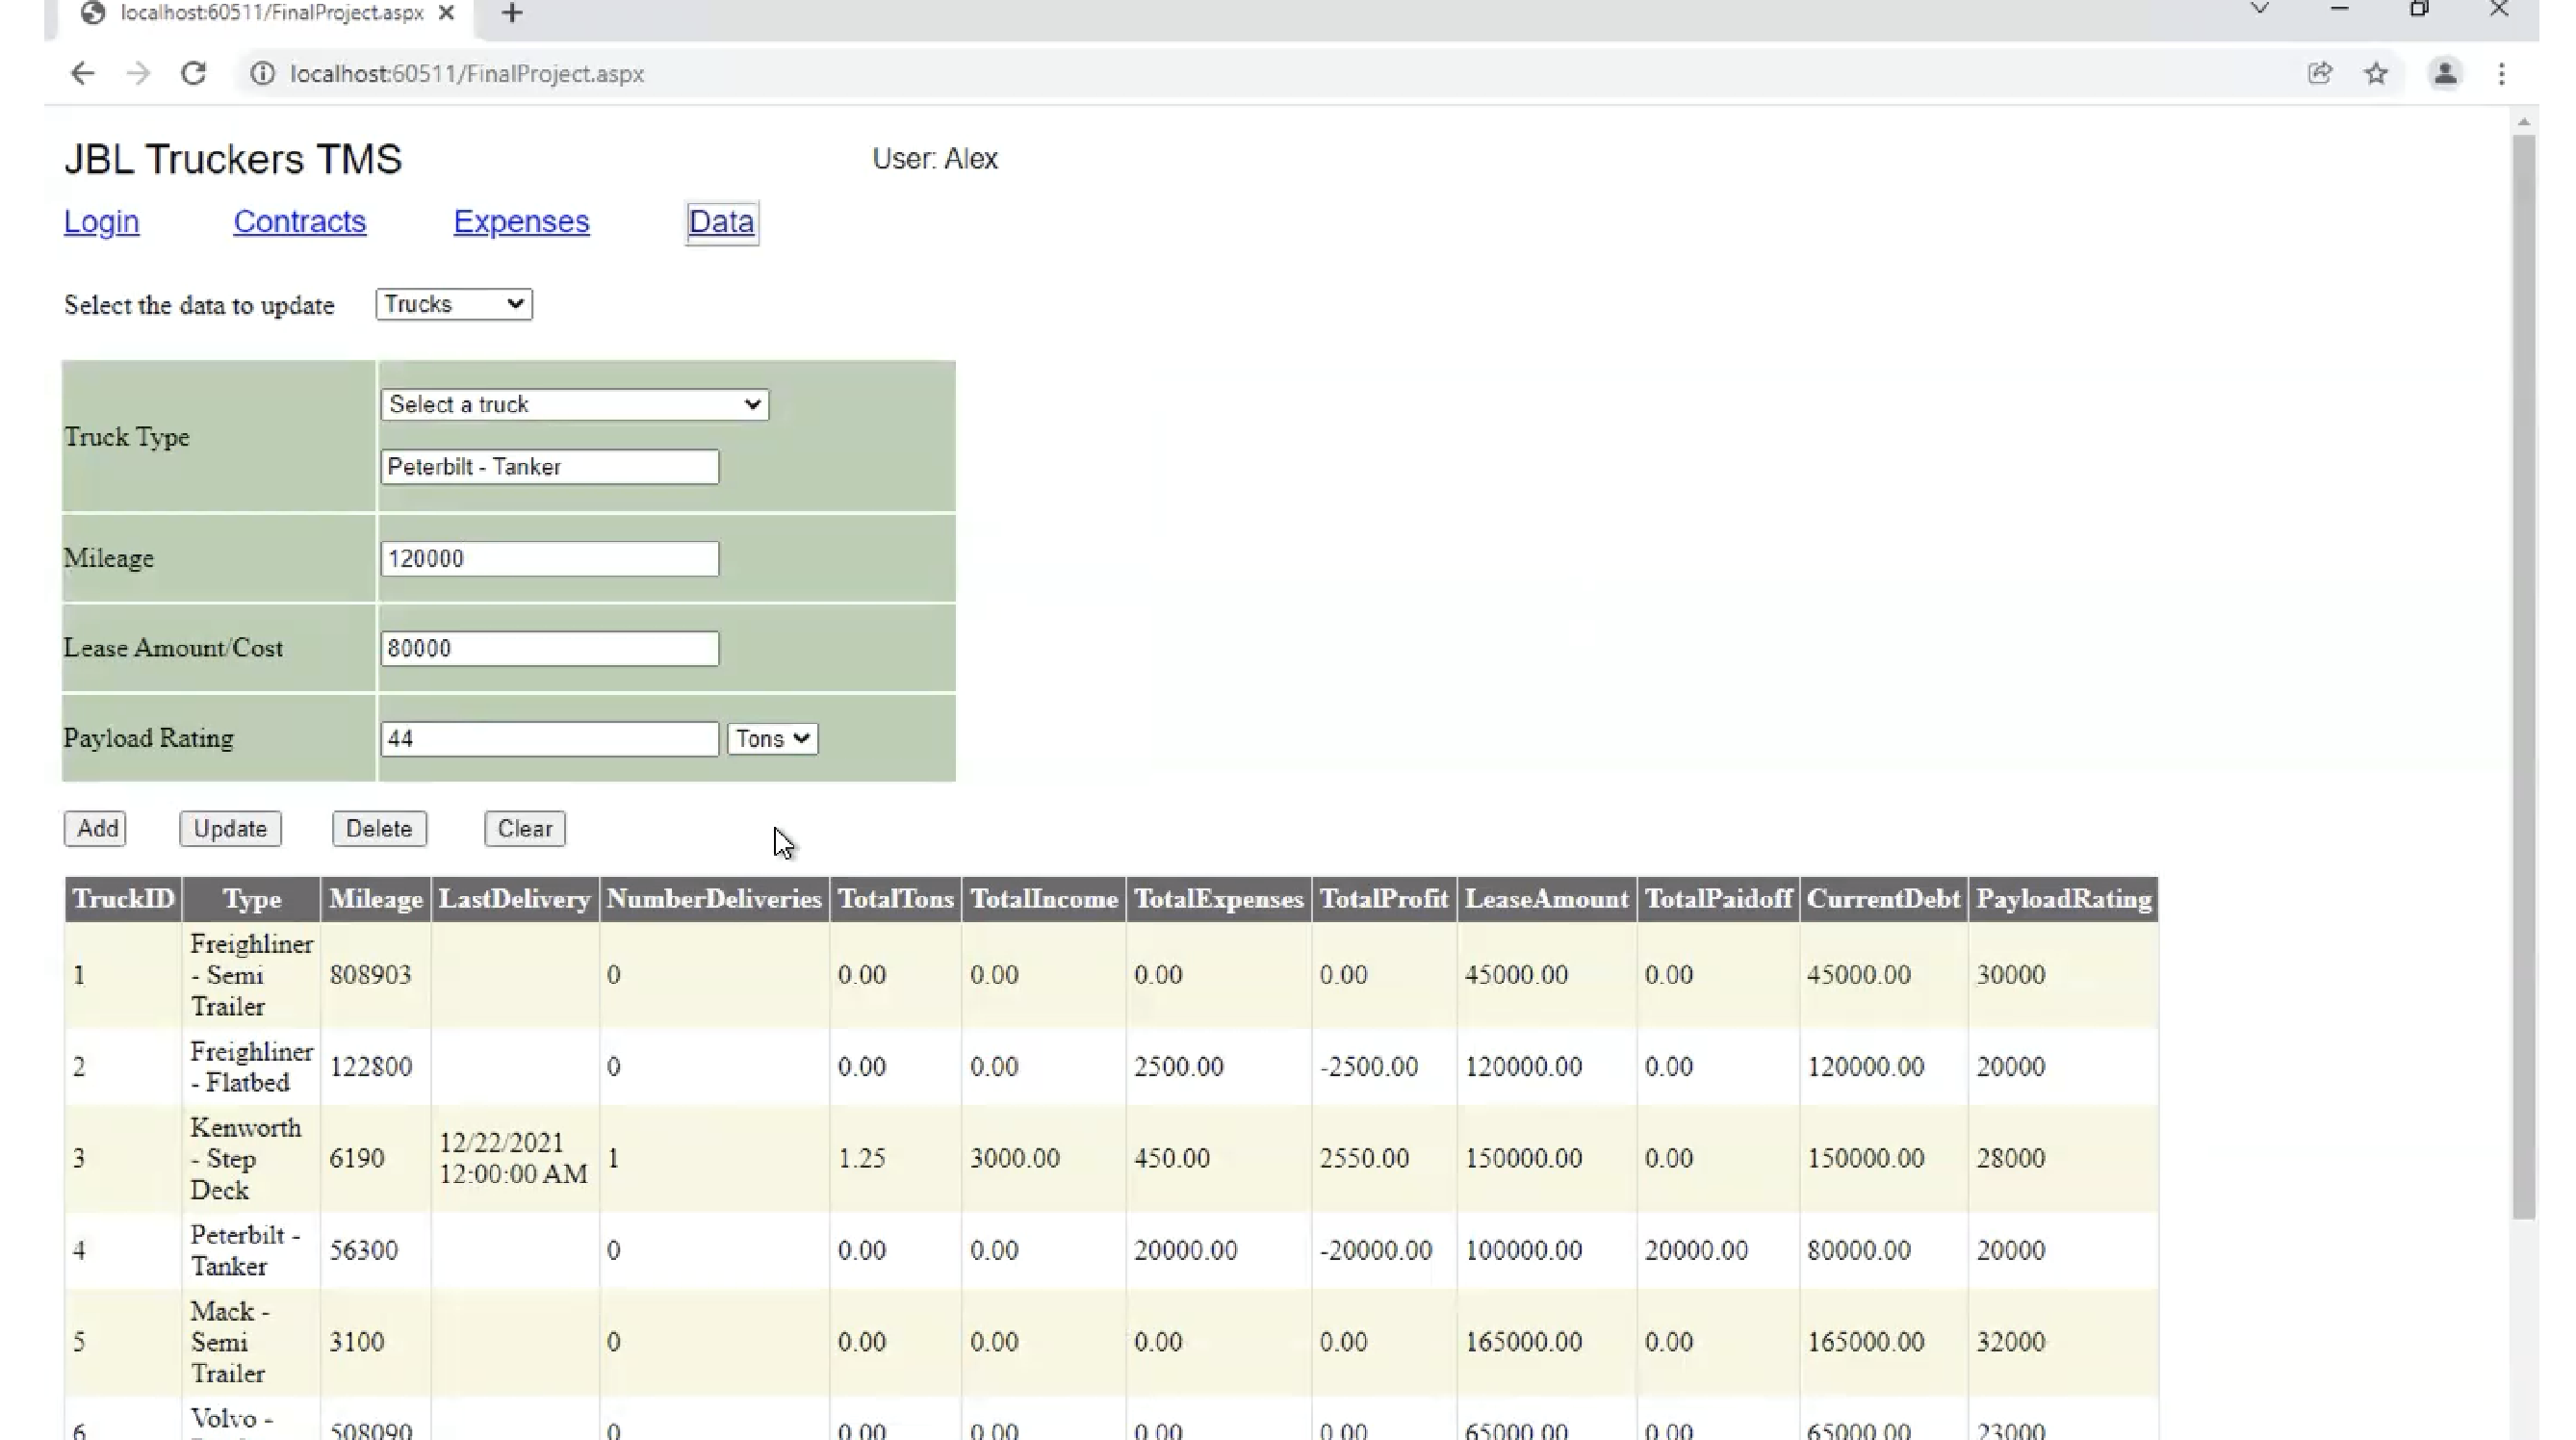 localhost:60511/FinalProject.aspx
localhost:60511/FinalProject.aspx
JBL Truckers TMS User: Alex
Login Contracts Expenses Data
Select the data to update Trucks
Truck Type Select a truck
Peterbilt - Tanker
Mileage 120000
Lease Amount/Cost 80000
Payload Rating 44 Tons
Add Update Delete Clear
TruckID Type Mileage LastDelivery NumberDeliveries TotalTons TotalIncome TotalExpenses TotalProfit LeaseAmount TotalPaidoff CurrentDebt PayloadRating
1 Freighliner - Semi Trailer 808903 0 0.00 0.00 0.00 0.00 45000.00 0.00 45000.00 30000
2 Freighliner - Flatbed 122800 0 0.00 0.00 2500.00 -2500.00 120000.00 0.00 120000.00 20000
3 Kenworth - Step Deck 6190 12/22/2021 12:00:00 AM 1 1.25 3000.00 450.00 2550.00 150000.00 0.00 150000.00 28000
4 Peterbilt - Tanker 56300 0 0.00 0.00 20000.00 -20000.00 100000.00 20000.00 80000.00 20000
5 Mack - Semi Trailer 3100 0 0.00 0.00 0.00 0.00 165000.00 0.00 165000.00 32000
6 Volvo - 508090 0 0.00 0.00 0.00 0.00 65000.00 0.00 65000.00 23000